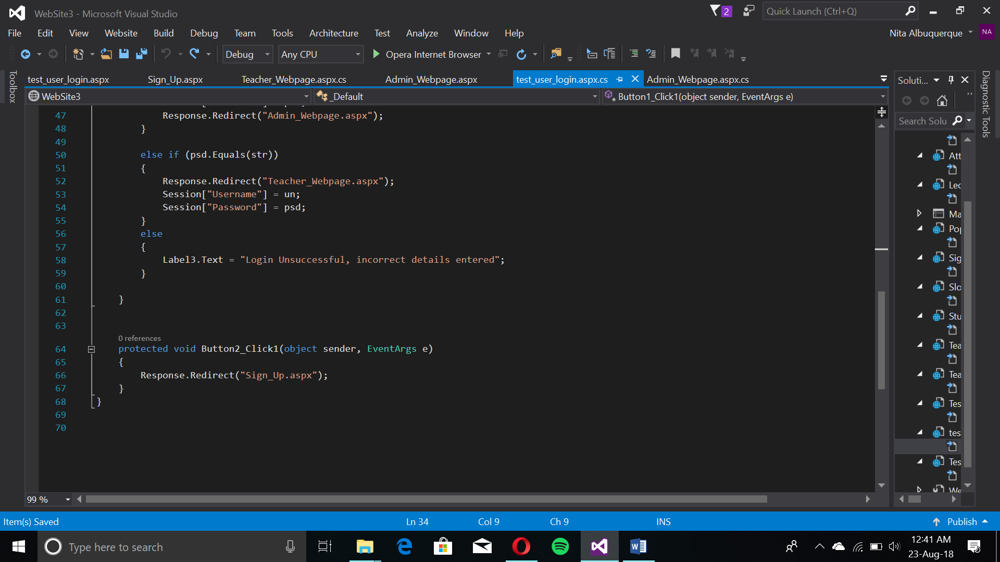 WebSite3 - Microsoft Visual Studio
2
Quick Launch (Ctrl+Q)
File Edit View Website Build Debug Team Tools Architecture Test Analyze Window Help
Nita Albuquerque NA
Debug Any CPU Opera Internet Browser
Toolbox
test_user_login.aspx Sign_Up.aspx Teacher_Webpage.aspx.cs Admin_Webpage.aspx test_user_login.aspx.cs Admin_Webpage.aspx.cs
WebSite3 _Default Button1_Click1(object sender, EventArgs e)
47 Response.Redirect("Admin_Webpage.aspx");
48 }
49
50 else if (psd.Equals(str))
51 {
52 Response.Redirect("Teacher_Webpage.aspx");
53 Session["Username"] = un;
54 Session["Password"] = psd;
55 }
56 else
57 {
58 Label3.Text = "Login Unsuccessful, incorrect details entered";
59 }
60
61 }
62
63
0 references
64 protected void Button2_Click1(object sender, EventArgs e)
65 {
66 Response.Redirect("Sign_Up.aspx");
67 }
68 }
69
70
99 %
Soluti...
Search Solu
Att
Lec
Ma
Pop
Sig
Slo
Stu
Tea
Tea
Tes
tes
Tes
We
Diagnostic Tools
Item(s) Saved Ln 34 Col 9 Ch 9 INS Publish
Type here to search
12:41 AM
23-Aug-18